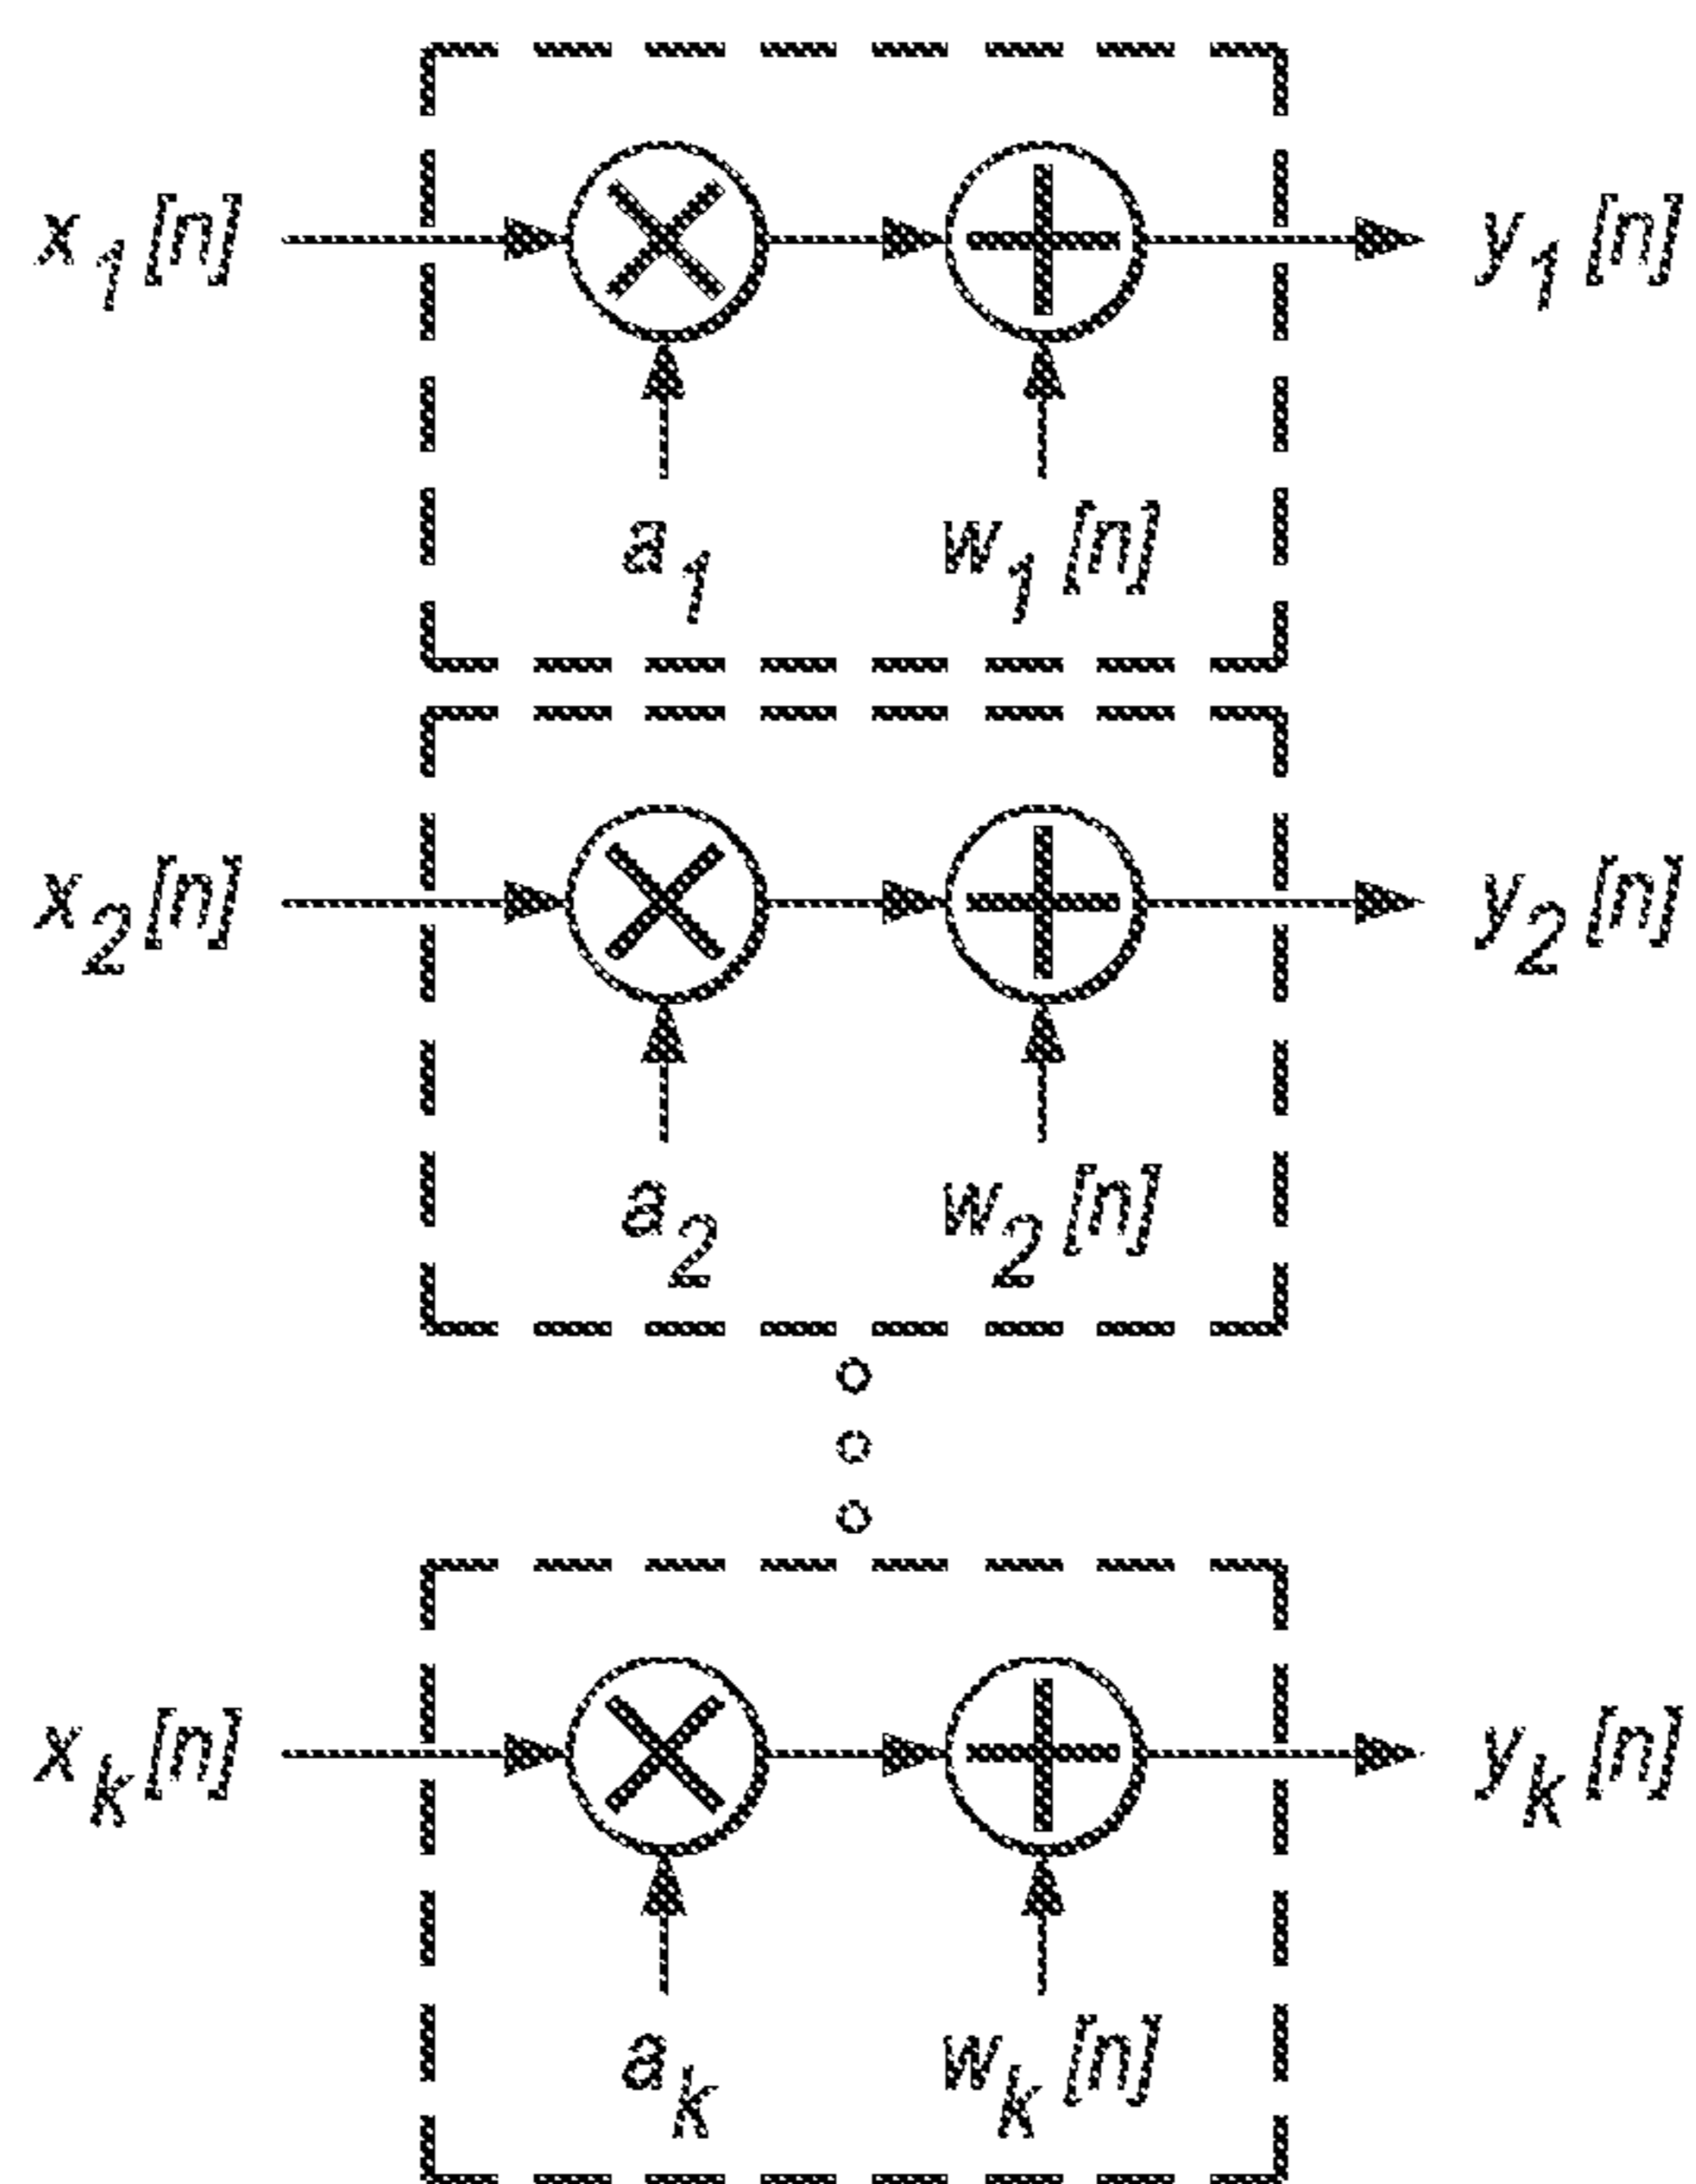 x₁[n] y₁[n]
a₁ w₁[n]
x₂[n] y₂[n]
a₂ w₂[n]
xₖ[n] yₖ[n]
aₖ wₖ[n]